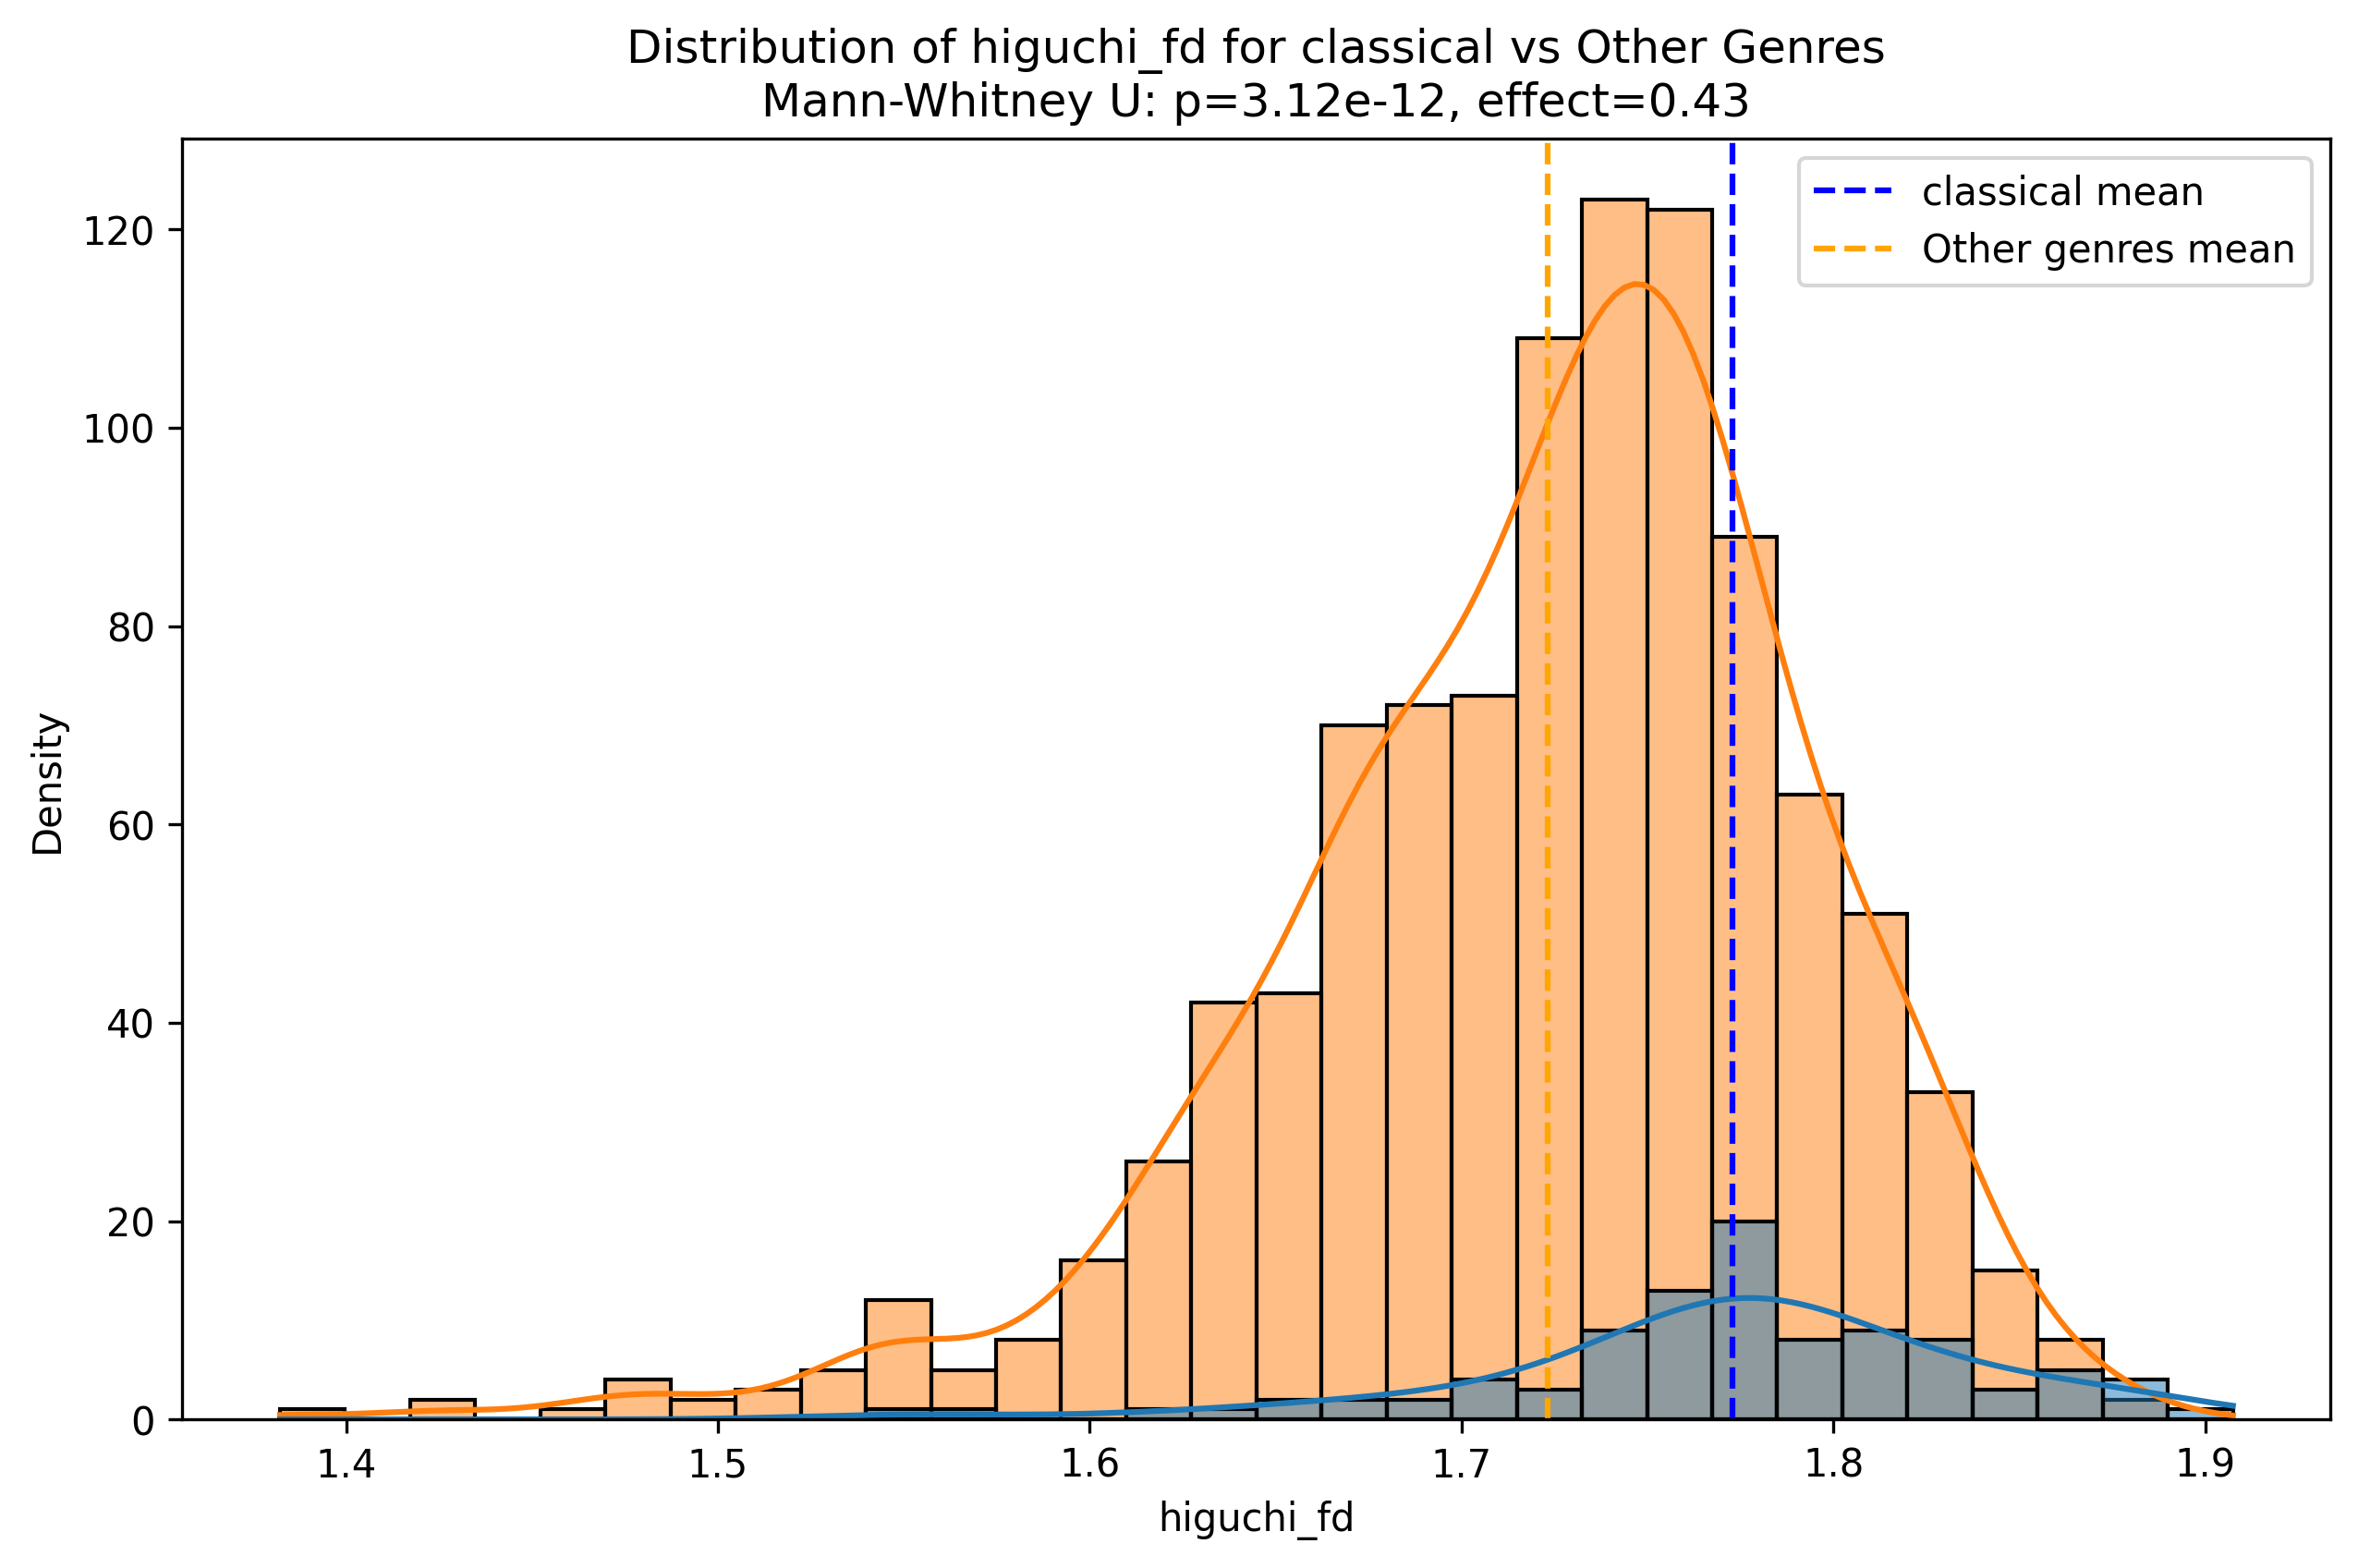 Distribution of higuchi_fd for classical vs Other Genres
Mann-Whitney U: p=3.12e-12, effect=0.43
classical mean
Other genres mean
120
100
80
60
40
20
0
Density
1.4 1.5 1.6 1.7 1.8 1.9
higuchi_fd